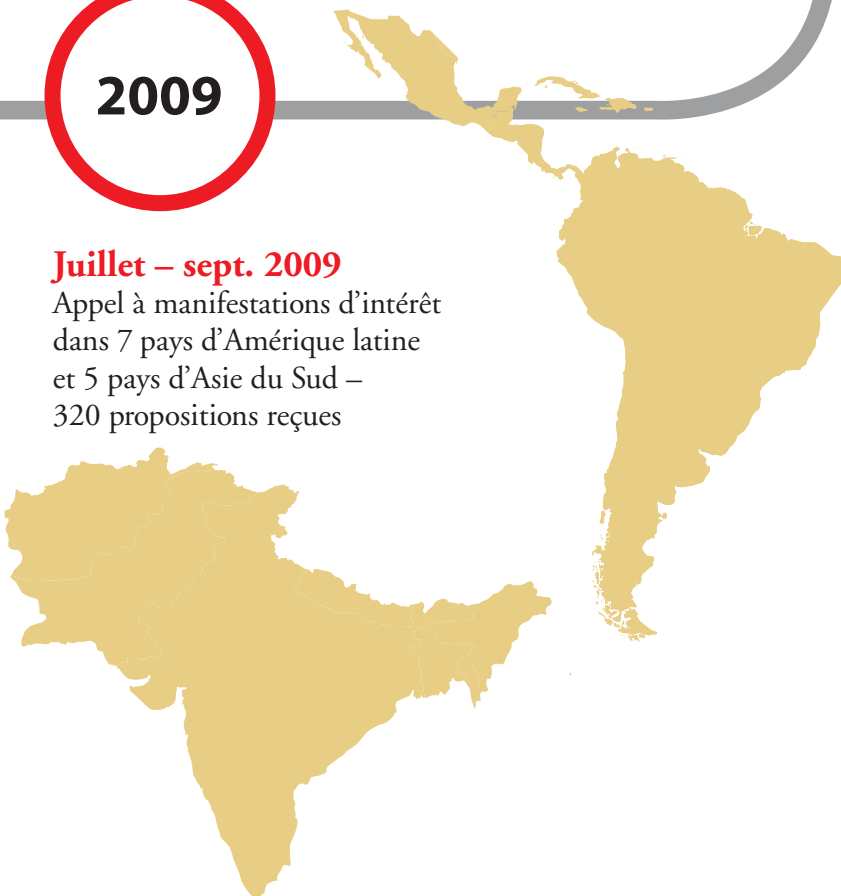 2009
Juillet – sept. 2009
Appel à manifestations d’intérêt
dans 7 pays d’Amérique latine
et 5 pays d’Asie du Sud –
320 propositions reçues